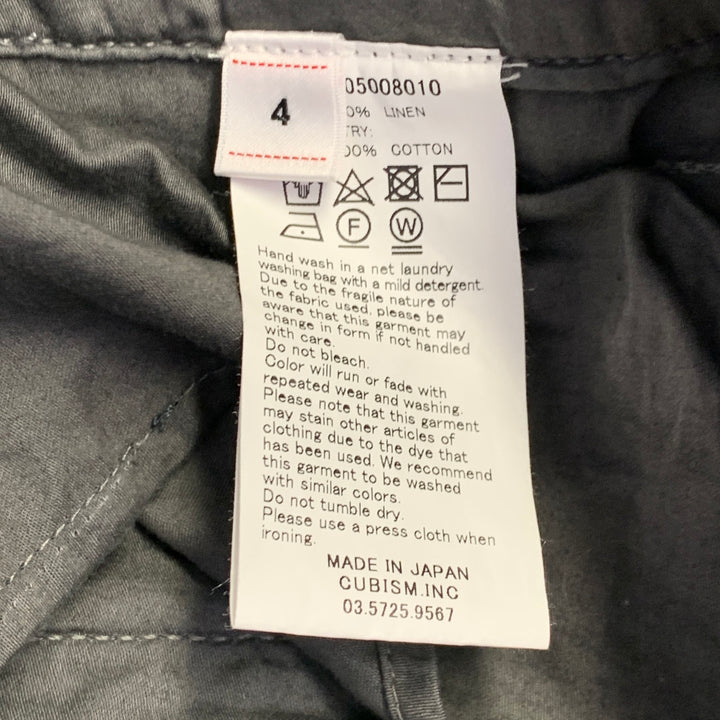 4
05008010
0% LINEN
TRY:
00% COTTON
F W
Hand wash in a net laundry
washing bag with a mild detergent.
Due to the fragile nature of
the fabric used, please be
aware that this garment may
change in form if not handled
with care.
Do not bleach.
Color will run or fade with
repeated wear and washing.
Please note that this garment
may stain other articles of
clothing due to the dye that
has been used. We recommend
this garment to be washed
with similar colors.
Do not tumble dry.
Please use a press cloth when
ironing.
MADE IN JAPAN
CUBISM.INC
03.5725.9567